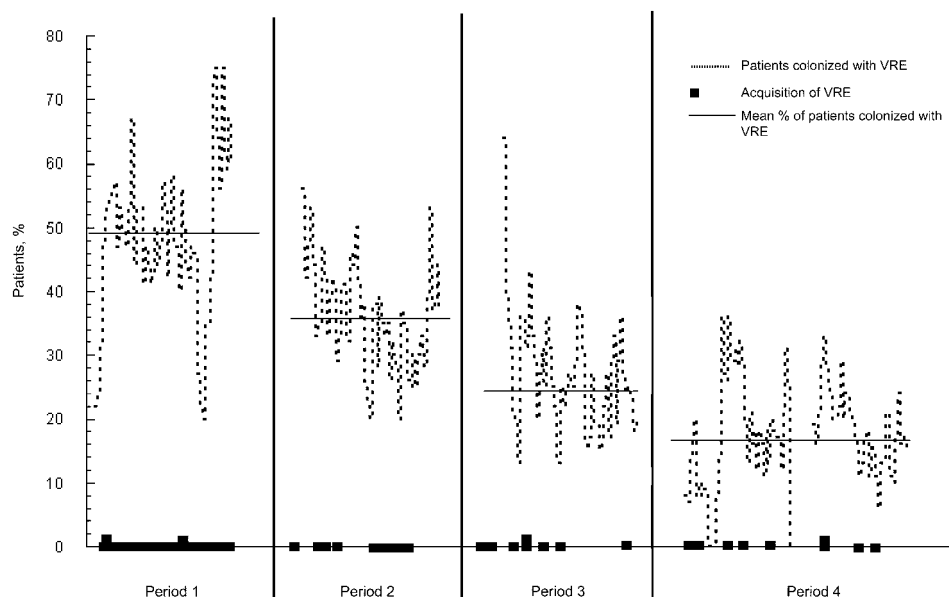 80
70
60
50
40
30
20
10
0
Patients, %
Patients colonized with VRE
Acquisition of VRE
Mean % of patients colonized with
VRE
Period 1
Period 2
Period 3
Period 4